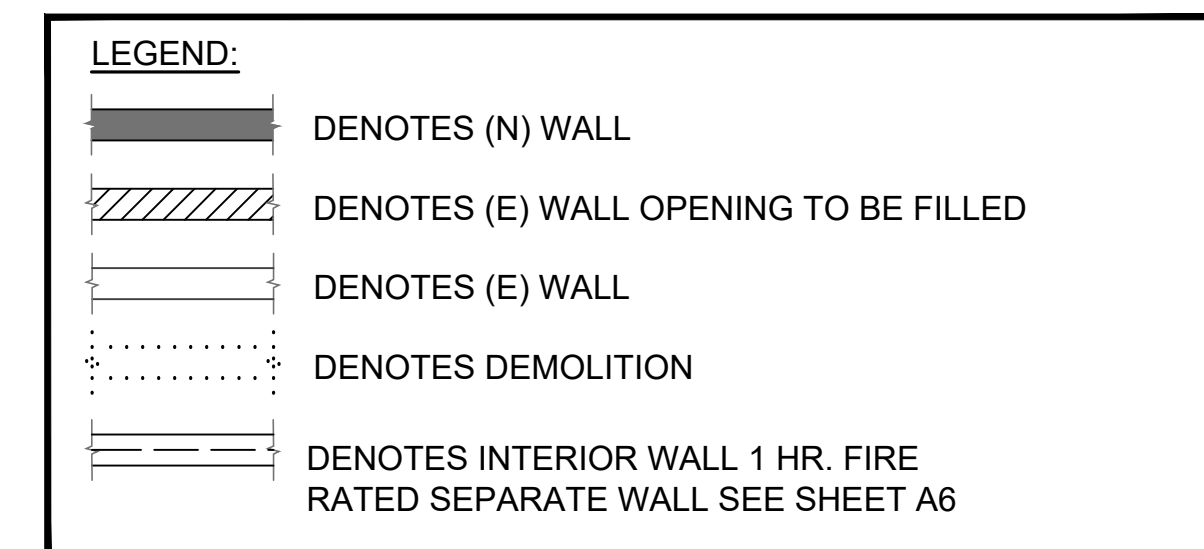 LEGEND:
DENOTES (N) WALL
DENOTES (E) WALL OPENING TO BE FILLED
DENOTES (E) WALL
DENOTES DEMOLITION
DENOTES INTERIOR WALL 1 HR. FIRE
RATED SEPARATE WALL SEE SHEET A6